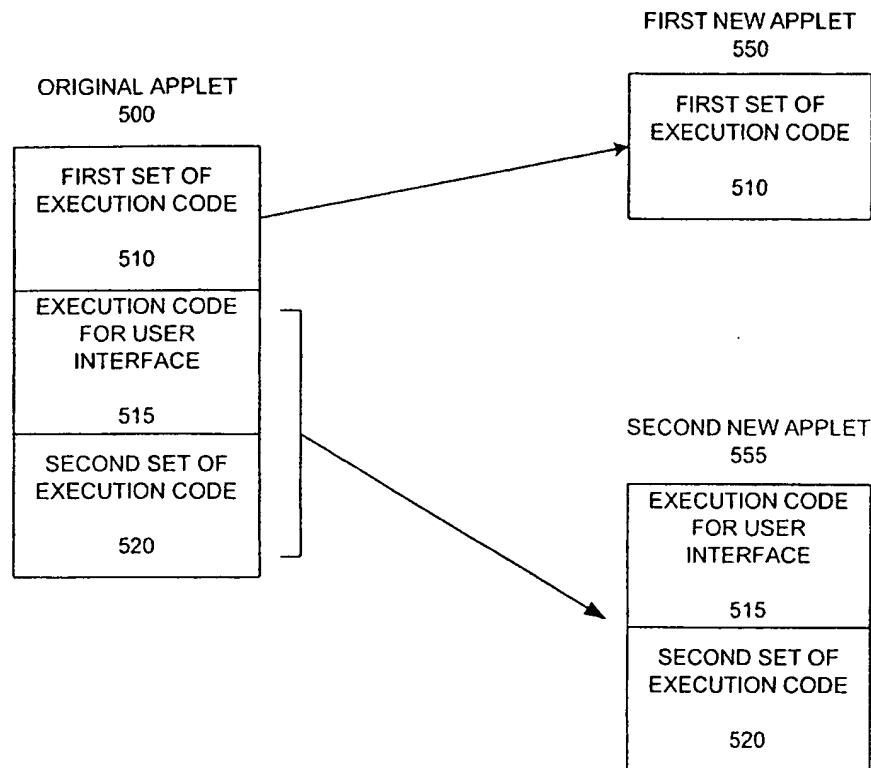 ORIGINAL APPLET
500
FIRST SET OF
EXECUTION CODE
510
EXECUTION CODE
FOR USER
INTERFACE
515
SECOND SET OF
EXECUTION CODE
520
FIRST NEW APPLET
550
FIRST SET OF
EXECUTION CODE
510
SECOND NEW APPLET
555
EXECUTION CODE
FOR USER
INTERFACE
515
SECOND SET OF
EXECUTION CODE
520